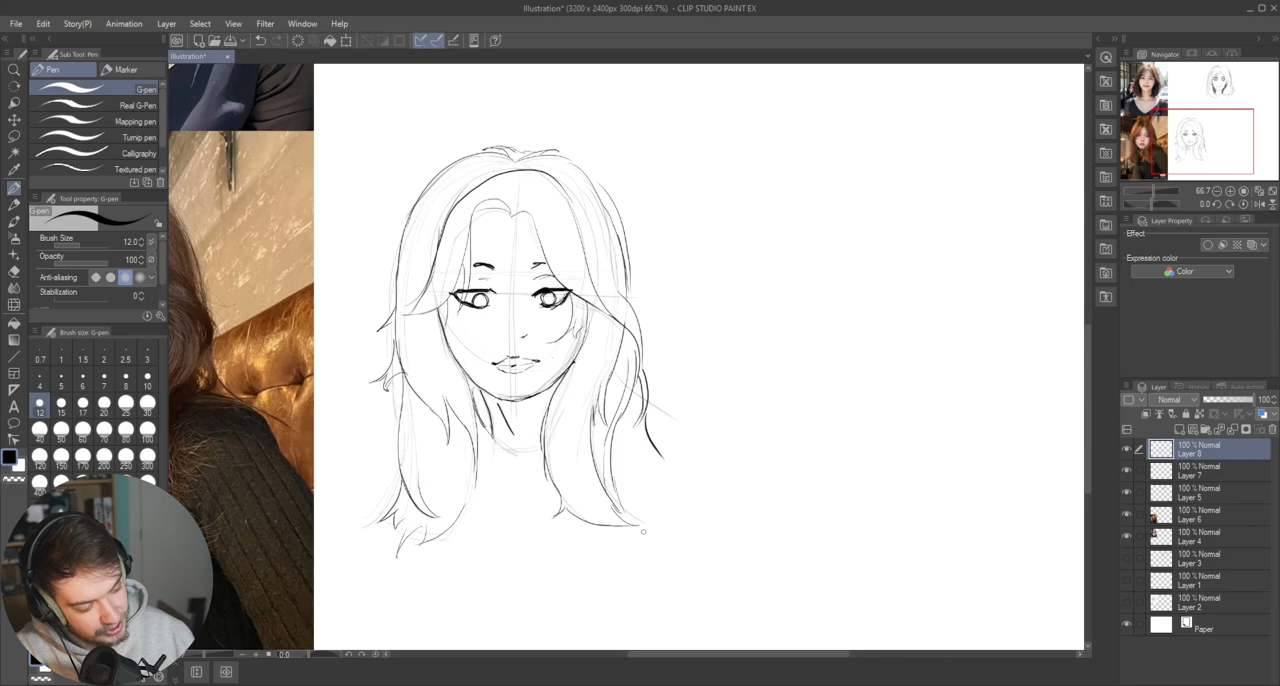 Illustration* (3200 x 2400px 300dpi 66.7%) - CLIP STUDIO PAINT EX
File Edit Story(P) Animation Layer Select View Filter Window Help
Sub Tool: Pen
Illustration*
Navigator
Pen Marker
G-pen
Real G-Pen
Mapping pen
Turnip pen
Calligraphy
Textured pen
66.7
0.0
Tool property: G-pen
G-pen
Brush Size 12.0
Opacity 100
Anti-aliasing
Stabilization 0
Layer Property
Effect
Expression color
Color
Brush size: G-pen
0.7 1 1.5 2 2.5 3
4 5 6 7 8 10
12 15 17 20 25 30
40 50 60 70 80 100
120 150 170 200 250 300
Layer
Normal 100
100 % Normal
Layer 8
100 % Normal
Layer 7
100 % Normal
Layer 5
100 % Normal
Layer 6
100 % Normal
Layer 4
100 % Normal
Layer 3
100 % Normal
Layer 1
100 % Normal
Layer 2
Paper
0.0